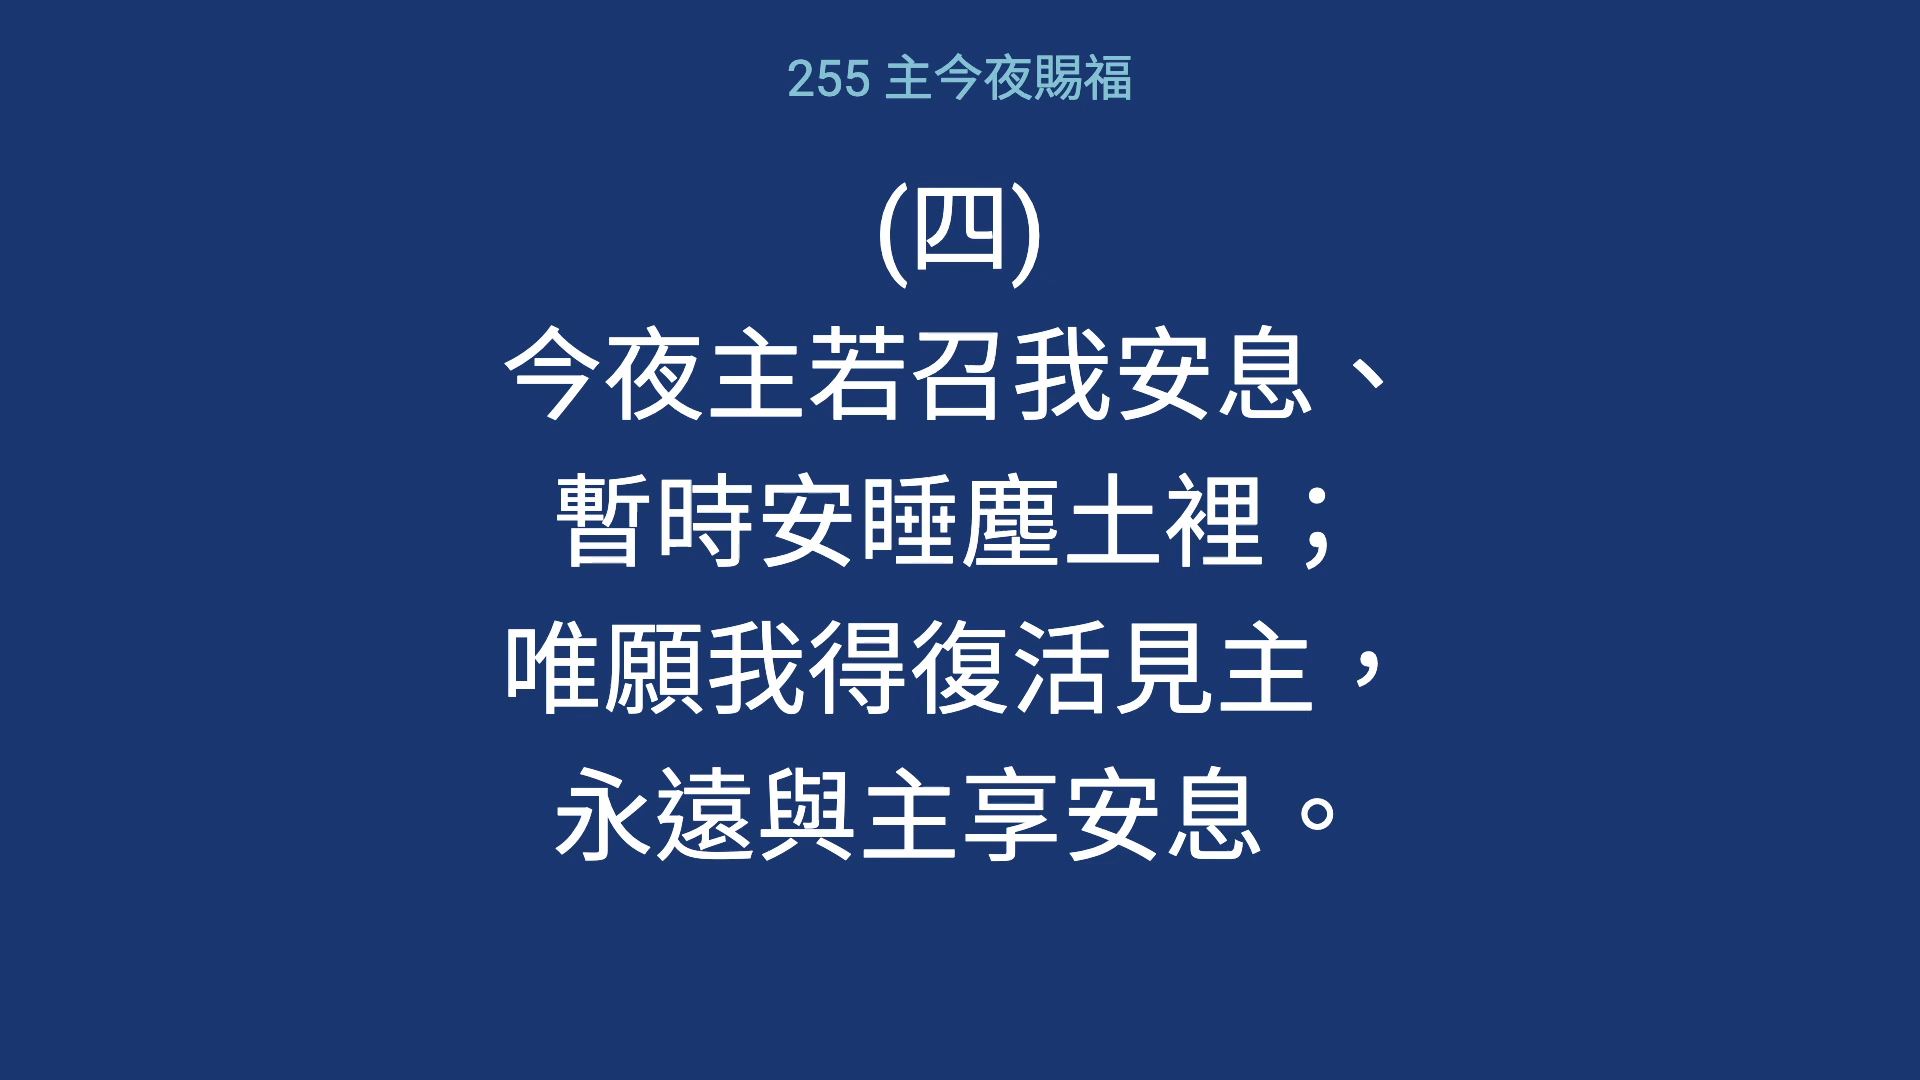 255 主今夜賜福
(四)
今夜主若召我安息、
暫時安睡塵土裡；
唯願我得復活見主，
永遠與主享安息。